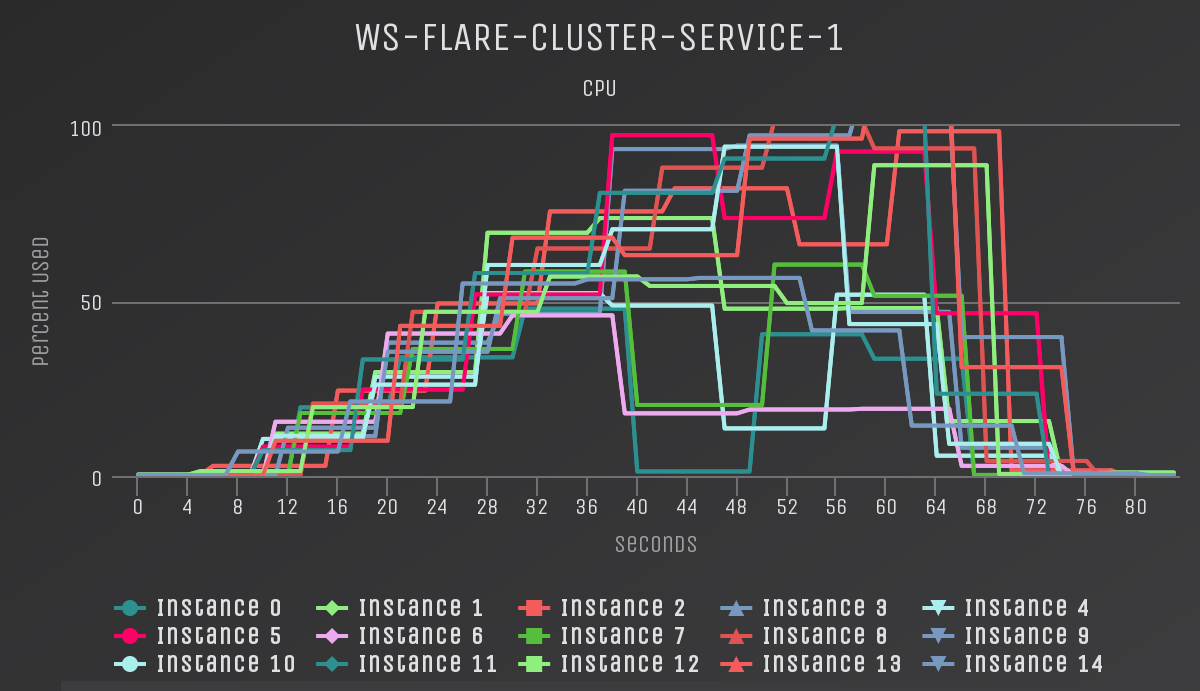 WS-FLARE-CLUSTER-SERVICE-1
CPU
100
50
0
Percent Used
0 4 8 12 16 20 24 28 32 36 40 44 48 52 56 60 64 68 72 76 80
Seconds
Instance 0 Instance 1 Instance 2 Instance 3 Instance 4
Instance 5 Instance 6 Instance 7 Instance 8 Instance 9
Instance 10 Instance 11 Instance 12 Instance 13 Instance 14